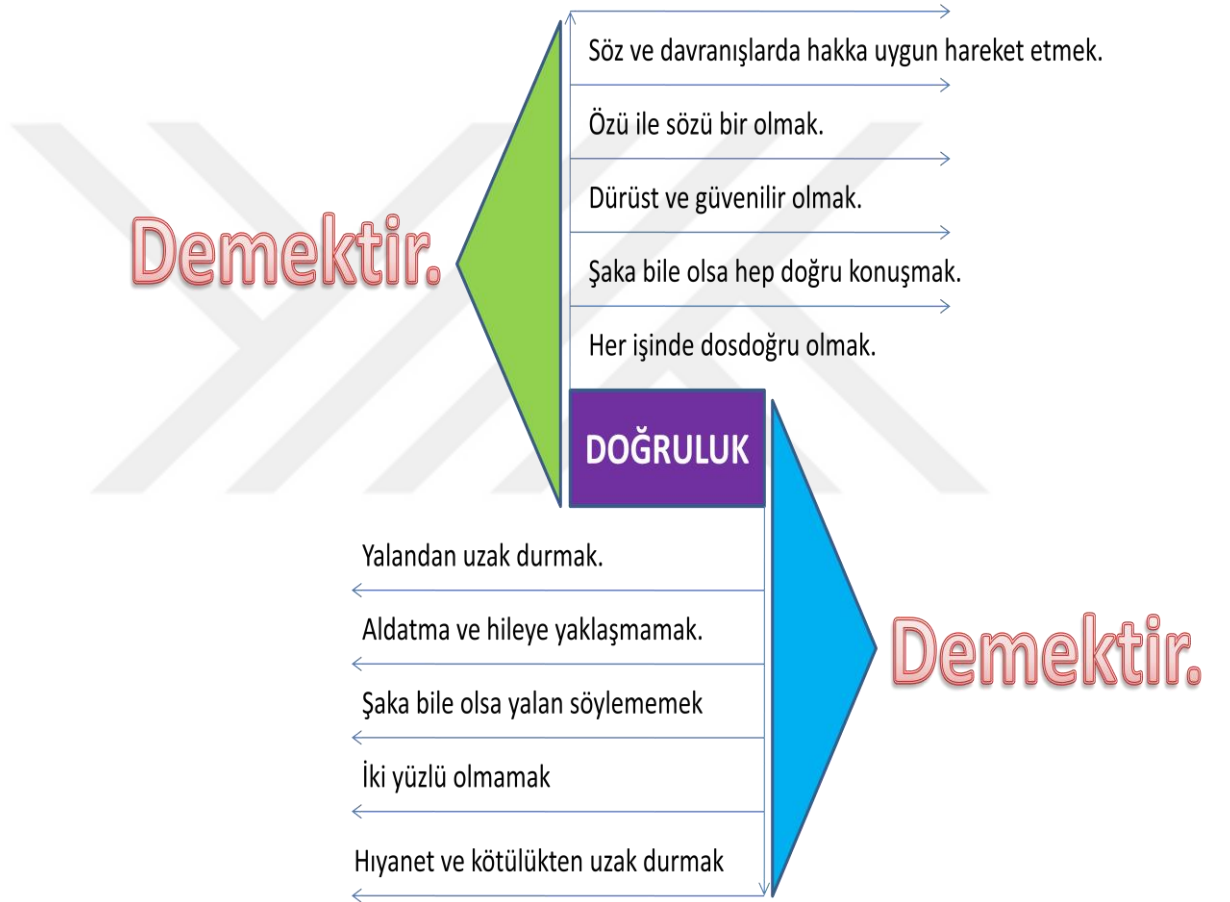 Söz ve davranışlarda hakka uygun hareket etmek.
Özü ile sözü bir olmak.
Dürüst ve güvenilir olmak.
Demektir.
Şaka bile olsa hep doğru konuşmak.
Her işinde dosdoğru olmak.
DOĞRULUK
Yalandan uzak durmak.
Aldatma ve hileye yaklaşmamak.
Demektir.
Şaka bile olsa yalan söylememek
İki yüzlü olmamak
Hıyanet ve kötülükten uzak durmak